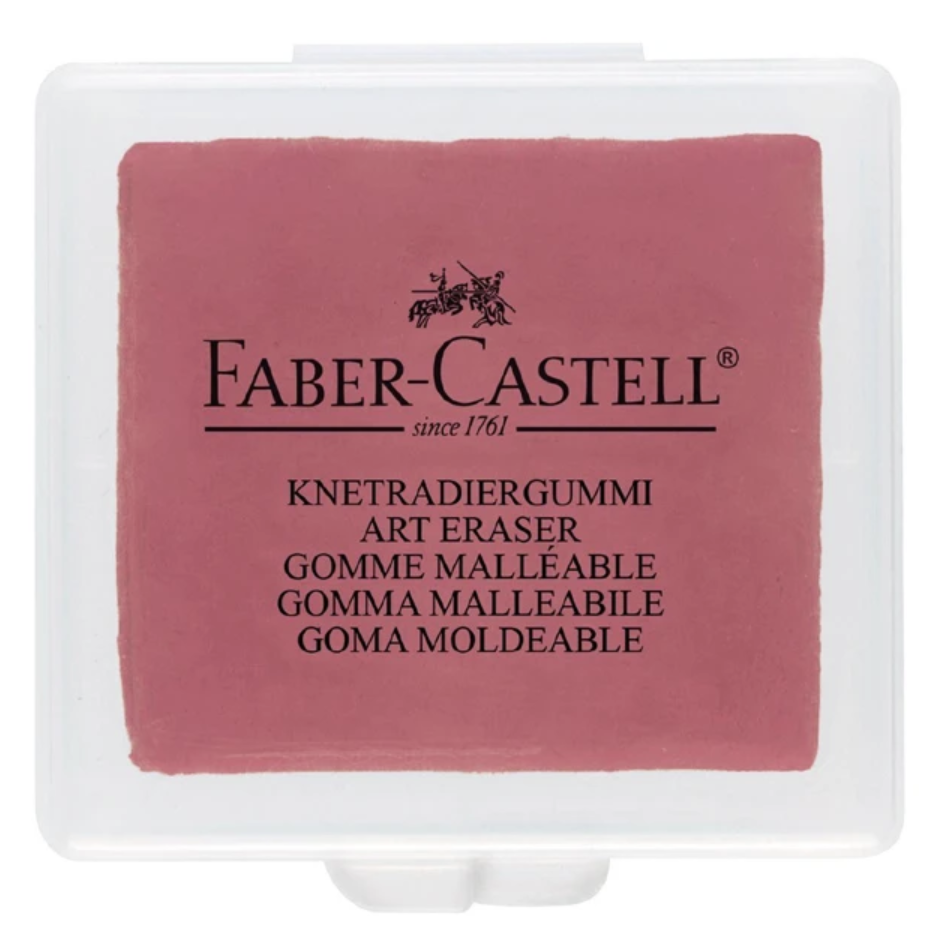 FABER-CASTELL®
since 1761
KNETRADIERGUMMI
ART ERASER
GOMME MALLÉABLE
GOMMA MALLEABILE
GOMA MOLDEABLE